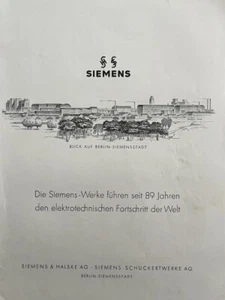 SIEMENS
BLICK AUF BERLIN-SIEMENSSTADT
Die Siemens-Werke führen seit 89 Jahren
den elektrotechnischen Fortschritt der Welt
SIEMENS & HALSKE AG · SIEMENS-SCHUCKERTWERKE AG
BERLIN-SIEMENSSTADT